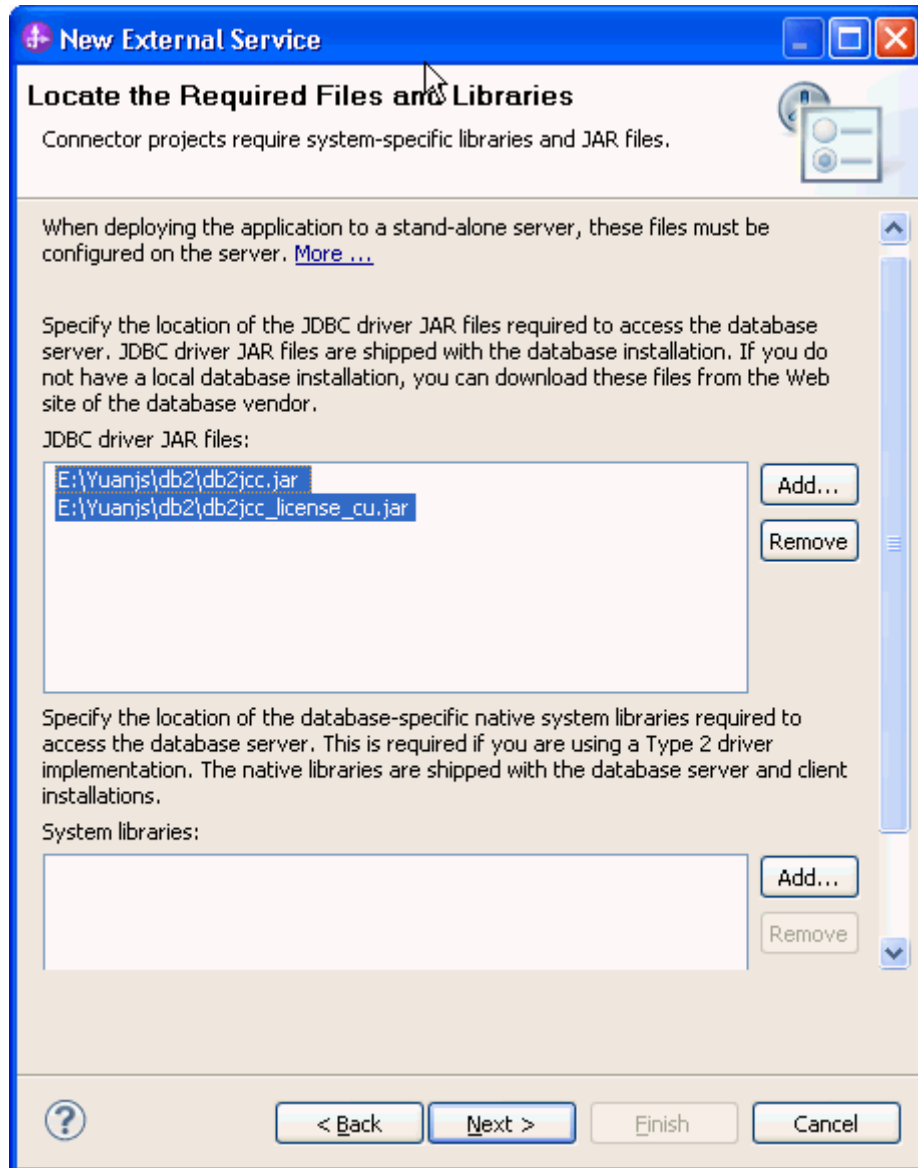 New External Service
Locate the Required Files and Libraries
Connector projects require system-specific libraries and JAR files.
When deploying the application to a stand-alone server, these files must be
configured on the server. More ...
Specify the location of the JDBC driver JAR files required to access the database
server. JDBC driver JAR files are shipped with the database installation. If you do
not have a local database installation, you can download these files from the Web
site of the database vendor.
JDBC driver JAR files:
E:\Yuanjs\db2\db2jcc.jar
Add...
E:\Yuanjs\db2\db2jcc_license_cu.jar
Remove
Specify the location of the database-specific native system libraries required to
access the database server. This is required if you are using a Type 2 driver
implementation. The native libraries are shipped with the database server and client
installations.
System libraries:
Add...
Remove
< Back Next > Finish Cancel